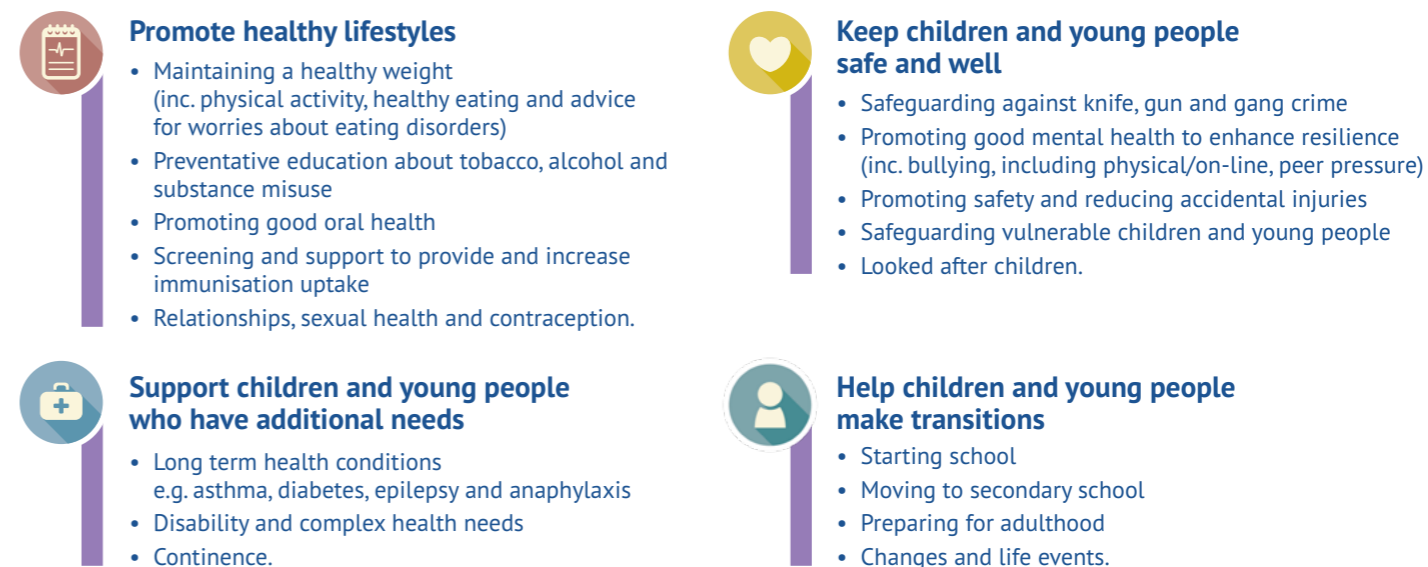 Promote healthy lifestyles
• Maintaining a healthy weight
(inc. physical activity, healthy eating and advice
for worries about eating disorders)
• Preventative education about tobacco, alcohol and
substance misuse
• Promoting good oral health
• Screening and support to provide and increase
immunisation uptake
• Relationships, sexual health and contraception.
Keep children and young people
safe and well
• Safeguarding against knife, gun and gang crime
• Promoting good mental health to enhance resilience
(inc. bullying, including physical/on-line, peer pressure)
• Promoting safety and reducing accidental injuries
• Safeguarding vulnerable children and young people
• Looked after children.
Support children and young people
who have additional needs
• Long term health conditions
e.g. asthma, diabetes, epilepsy and anaphylaxis
• Disability and complex health needs
• Continence.
Help children and young people
make transitions
• Starting school
• Moving to secondary school
• Preparing for adulthood
• Changes and life events.